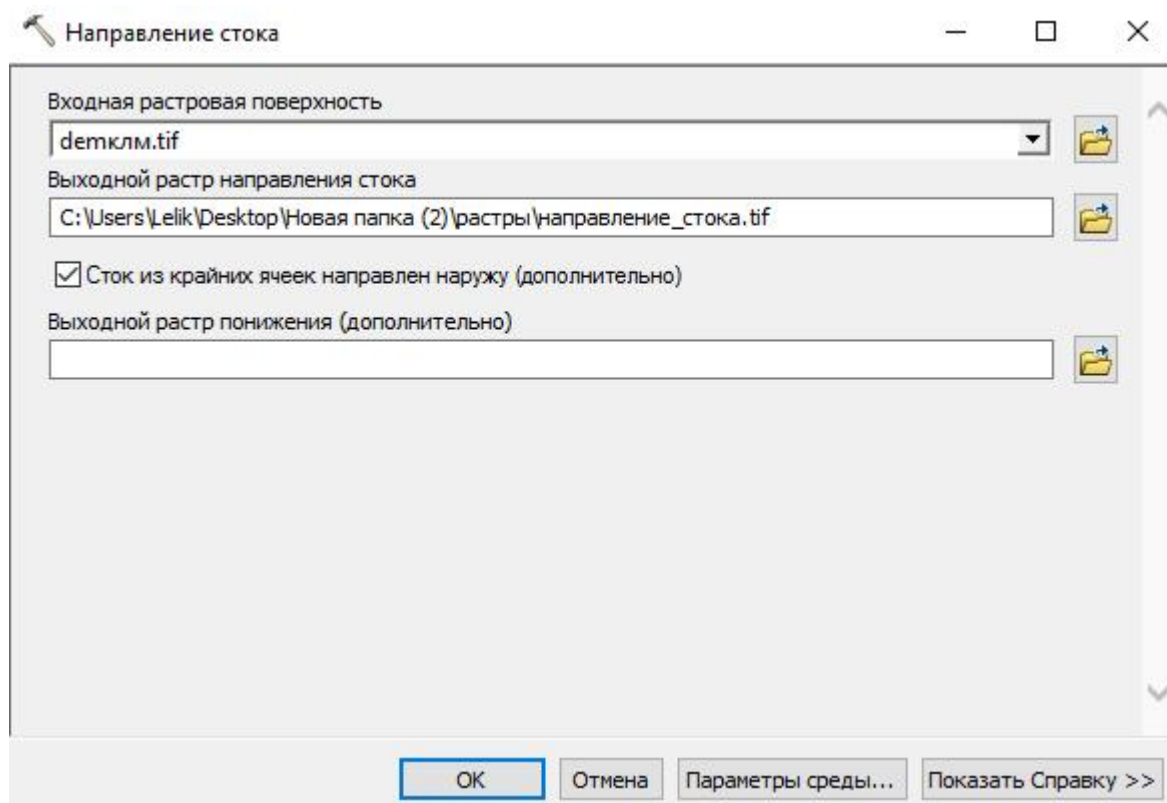 Направление стока
Входная растровая поверхность
demклм.tif
Выходной растр направления стока
C:\Users\Lelik\Desktop\Новая папка (2)\растры\направление_стока.tif
Сток из крайних ячеек направлен наружу (дополнительно)
Выходной растр понижения (дополнительно)
OK Отмена Параметры среды... Показать Справку >>